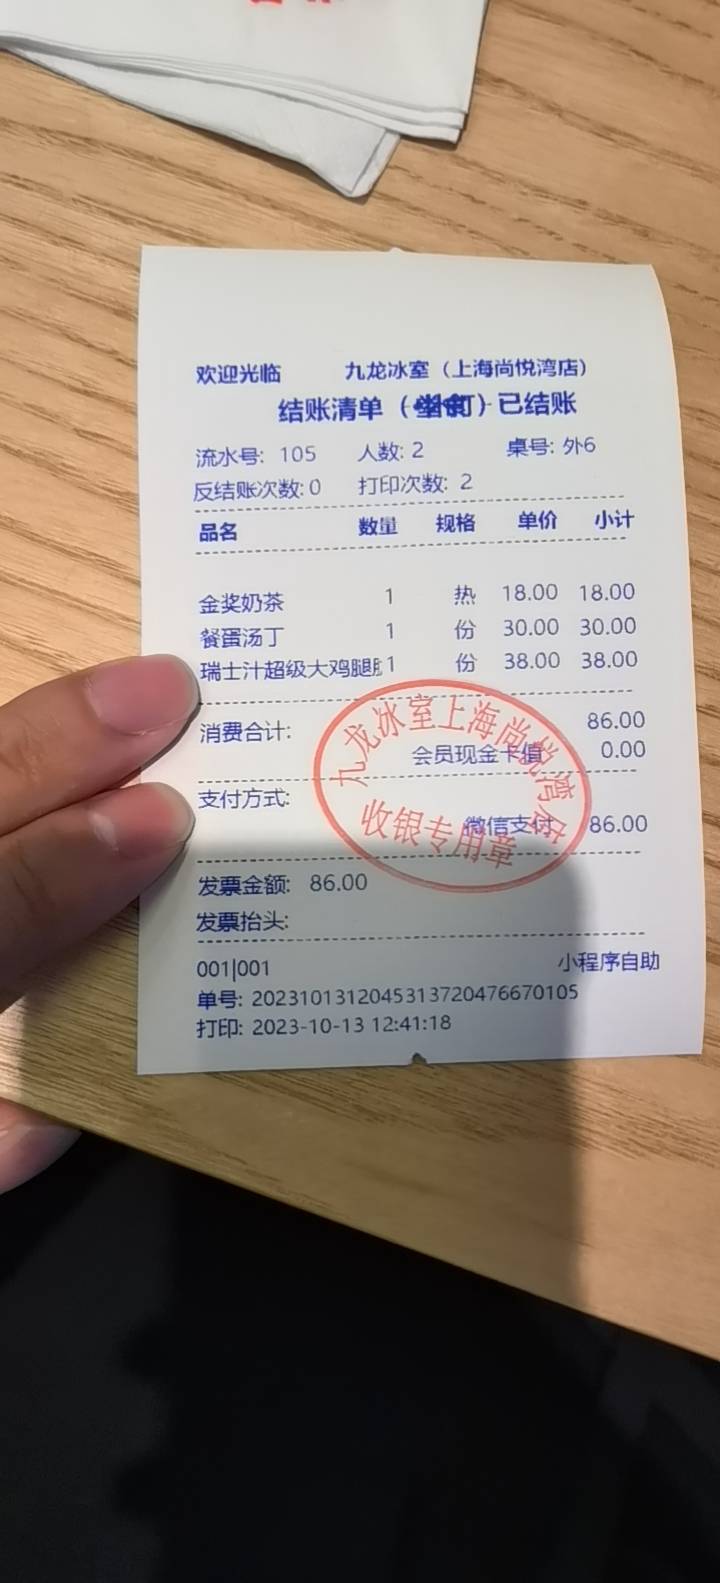 欢迎光临 九龙冰室（上海尚悦湾店）
结账清单（ ）已结账
流水号: 105 人数: 2 桌号: 外6
反结账次数: 0 打印次数: 2
品名 数量 规格 单价 小计
金奖奶茶 1 热 18.00 18.00
餐蛋汤丁 1 份 30.00 30.00
瑞士汁超级大鸡腿 1 份 38.00 38.00
消费合计: 86.00
会员现金卡值 0.00
支付方式:
微信支付 86.00
九龙冰室上海尚悦湾店
收银专用章
发票金额: 86.00
发票抬头:
001|001 小程序自助
单号: 2023101312045313720476670105
打印: 2023-10-13 12:41:18